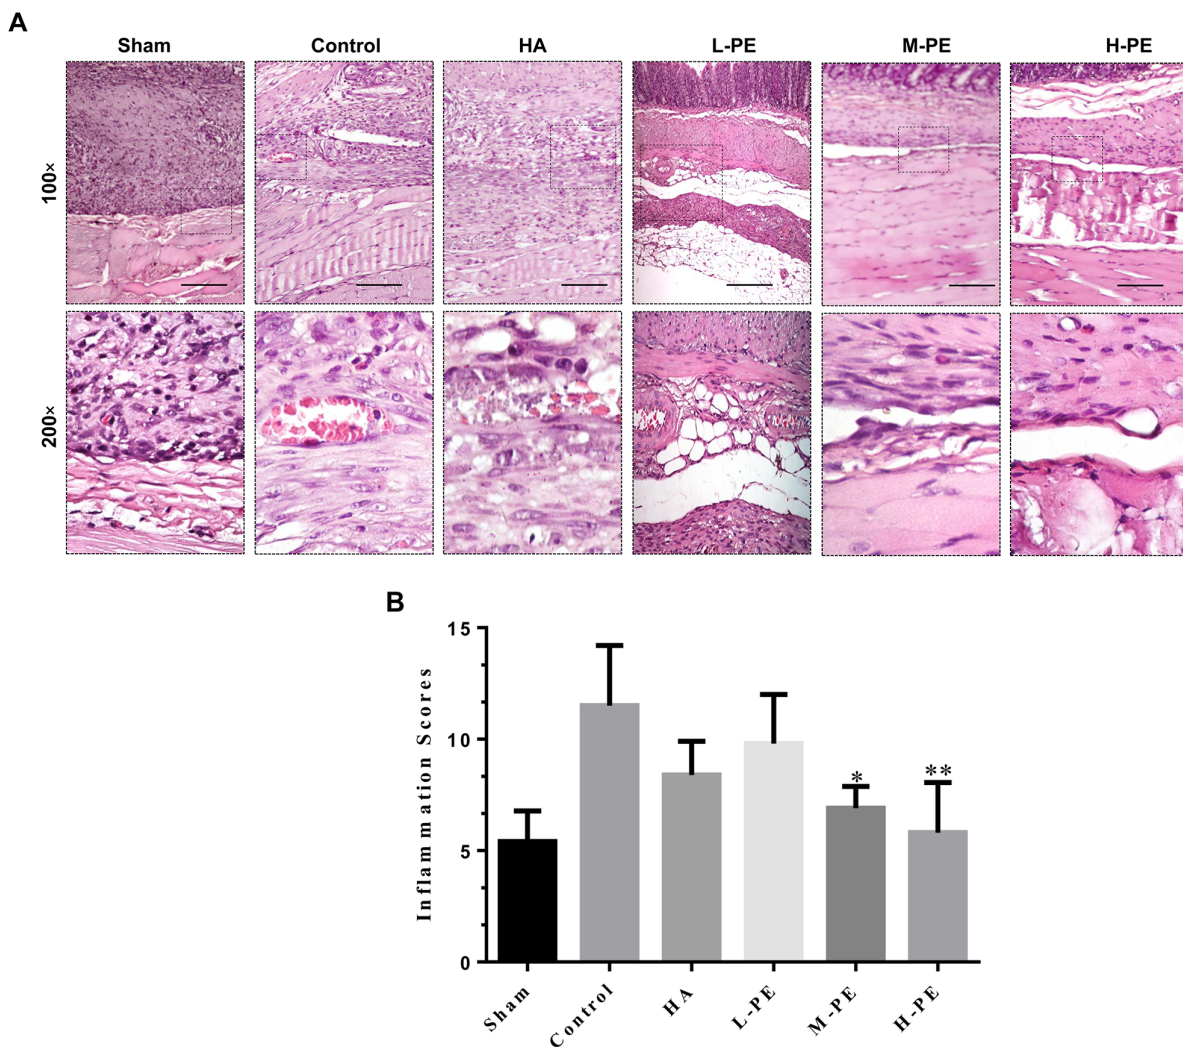 A
Sham Control HA L-PE M-PE H-PE
100×
200×
B
Inflammation Scores
15
10
5
0
* **
Sham Control HA L-PE M-PE H-PE